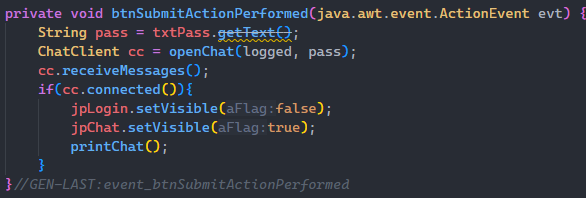 private void btnSubmitActionPerformed(java.awt.event.ActionEvent evt) {
    String pass = txtPass.getText();
    ChatClient cc = openChat(logged, pass);
    cc.receiveMessages();
    if(cc.connected()){
        jpLogin.setVisible(aFlag:false);
        jpChat.setVisible(aFlag:true);
        printChat();
    }
}//GEN-LAST:event_btnSubmitActionPerformed